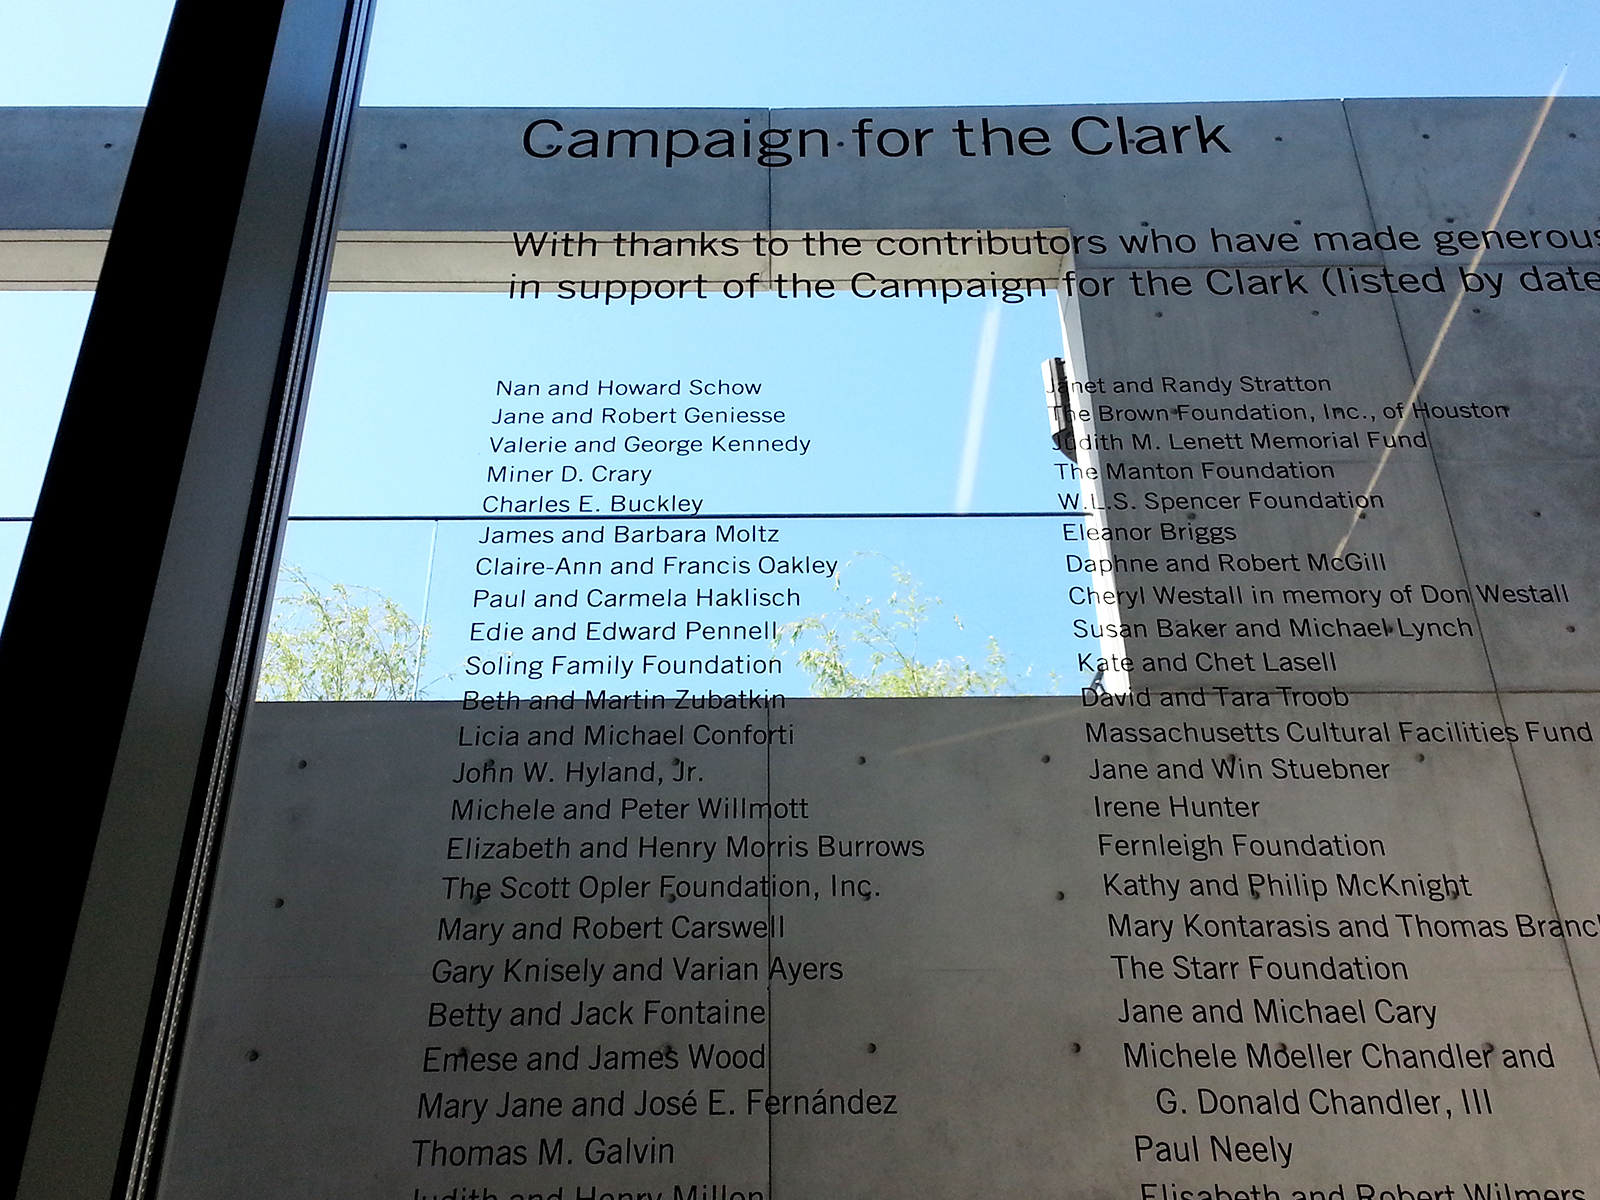 Campaign for the Clark
With thanks to the contributors who have made generous
in support of the Campaign for the Clark (listed by date
Nan and Howard Schow
Jane and Robert Geniesse
Valerie and George Kennedy
Miner D. Crary
Charles E. Buckley
James and Barbara Moltz
Claire-Ann and Francis Oakley
Paul and Carmela Haklisch
Edie and Edward Pennell
Soling Family Foundation
Beth and Martin Zubatkin
Licia and Michael Conforti
John W. Hyland, Jr.
Michele and Peter Willmott
Elizabeth and Henry Morris Burrows
The Scott Opler Foundation, Inc.
Mary and Robert Carswell
Gary Knisely and Varian Ayers
Betty and Jack Fontaine
Emese and James Wood
Mary Jane and José E. Fernández
Thomas M. Galvin
Judith and Henry Millon
Janet and Randy Stratton
The Brown Foundation, Inc., of Houston
Judith M. Lenett Memorial Fund
The Manton Foundation
W.L.S. Spencer Foundation
Eleanor Briggs
Daphne and Robert McGill
Cheryl Westall in memory of Don Westall
Susan Baker and Michael Lynch
Kate and Chet Lasell
David and Tara Troob
Massachusetts Cultural Facilities Fund
Jane and Win Stuebner
Irene Hunter
Fernleigh Foundation
Kathy and Philip McKnight
Mary Kontarasis and Thomas Branch
The Starr Foundation
Jane and Michael Cary
Michele Moeller Chandler and
G. Donald Chandler, III
Paul Neely
Elisabeth and Robert Wilmers